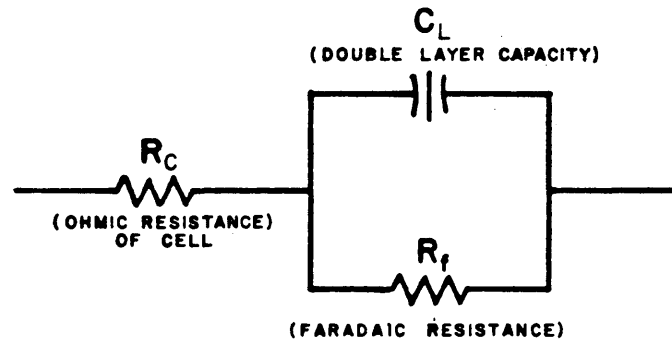 C_L
(DOUBLE LAYER CAPACITY)
R_C
(OHMIC RESISTANCE)
OF CELL
R_f
(FARADAIC RESISTANCE)